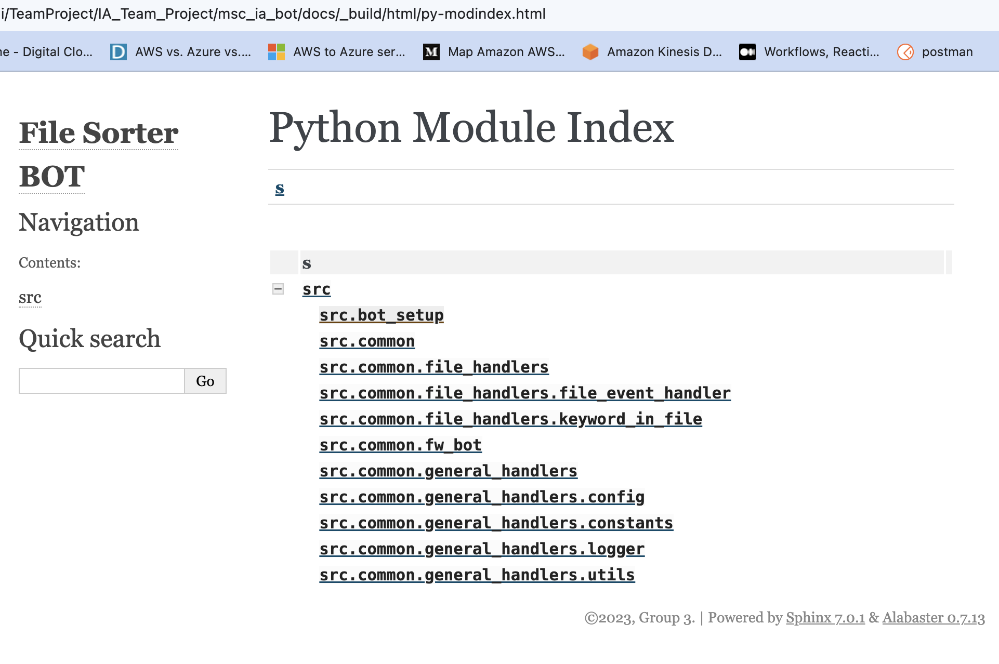 i/TeamProject/IA_Team_Project/msc_ia_bot/docs/_build/html/py-modindex.html
ne - Digital Clo... AWS vs. Azure vs.... AWS to Azure ser... Map Amazon AWS... Amazon Kinesis D... Workflows, Reacti... postman
File Sorter
BOT
Navigation
Contents:
src
Quick search
Go
Python Module Index
s
s
src
src.bot_setup
src.common
src.common.file_handlers
src.common.file_handlers.file_event_handler
src.common.file_handlers.keyword_in_file
src.common.fw_bot
src.common.general_handlers
src.common.general_handlers.config
src.common.general_handlers.constants
src.common.general_handlers.logger
src.common.general_handlers.utils
©2023, Group 3. | Powered by Sphinx 7.0.1 & Alabaster 0.7.13